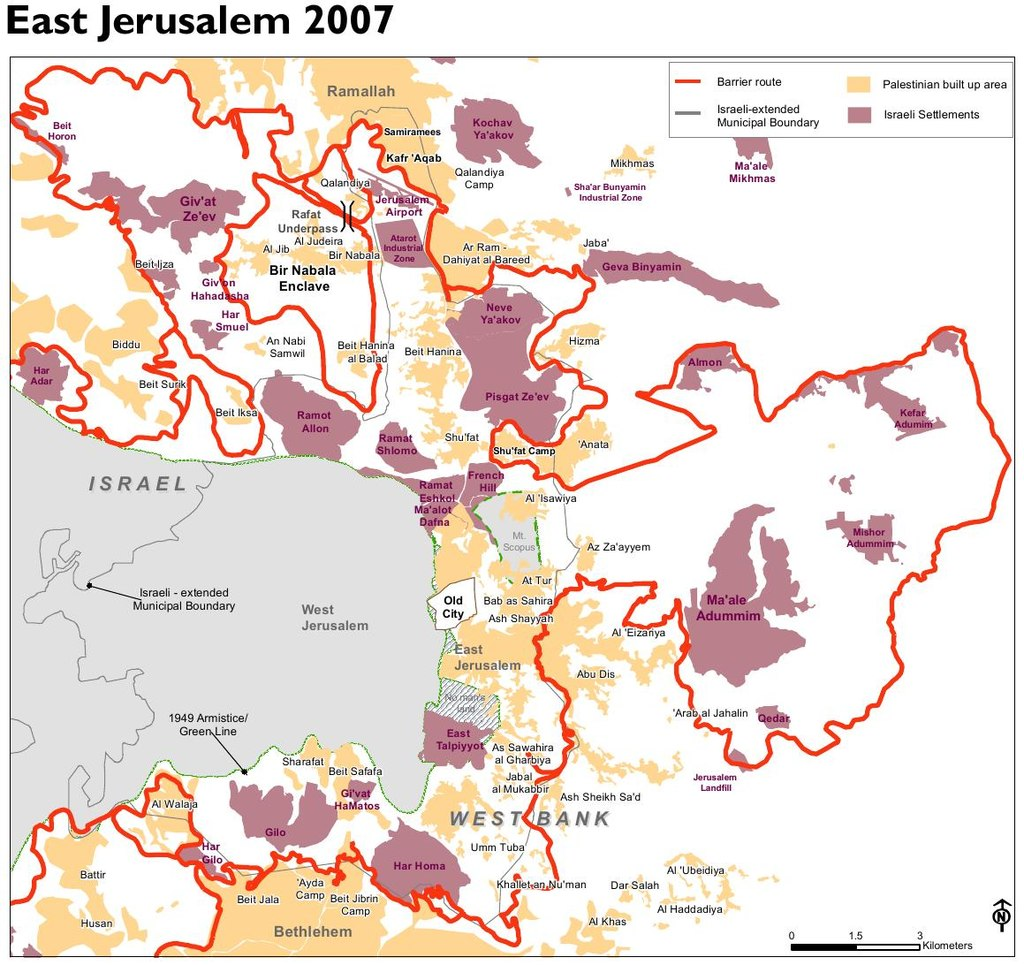 East Jerusalem 2007
Barrier route
Israeli-extended
Municipal Boundary
Palestinian built up area
Israeli Settlements
Ramallah
Beit
Horon
Samiramees
Kafr 'Aqab
Kochav
Ya'akov
Qalandiya
Camp
Mikhmas
Ma'ale
Mikhmas
Sha'ar Bunyamin
Industrial Zone
Qalandiya
Jerusalem
Airport
Giv'at
Ze'ev
Rafat
Underpass
Al Judeira
Al Jib
Bir Nabala
Atarot
Industrial
Zone
Ar Ram -
Dahiyat al Bareed
Jaba'
Geva Binyamin
Beit Ijza
Bir Nabala
Enclave
Giv'on
Hahadasha
Har
Smuel
Neve
Ya'akov
Biddu
An Nabi
Samwil
Beit Hanina
al Balad
Beit Hanina
Hizma
Har
Adar
Almon
Beit Surik
Beit Iksa
Pisgat Ze'ev
Kefar
Adumim
Ramot
Allon
Ramat
Shlomo
Shu'fat
Shu'fat Camp
'Anata
ISRAEL
Ramat
Eshkol
Ma'alot
Dafna
French
Hill
Al 'Isawiya
Mt.
Scopus
Mishor
Adummim
Az Za'ayyem
Israeli - extended
Municipal Boundary
West
Jerusalem
Old
City
At Tur
Bab as Sahira
Ash Shayyah
Ma'ale
Adummim
Al 'Eizariya
East
Jerusalem
Abu Dis
No man's
land
'Arab al Jahalin
Qedar
1949 Armistice/
Green Line
East
Talpiyyot
As Sawahira
al Gharbiya
Sharafat
Beit Safafa
Jabal
al Mukabbir
Jerusalem
Landfill
Ash Sheikh Sa'd
Al Walaja
Gi'vat
HaMatos
WEST BANK
Gilo
Har
Gilo
Umm Tuba
Har Homa
Battir
'Ayda
Camp
Beit Jala
Beit Jibrin
Camp
Khallet an Nu'man
Dar Salah
Al 'Ubeidiya
Al Haddadiya
Husan
Bethlehem
Al Khas
N
0
1.5
3
Kilometers